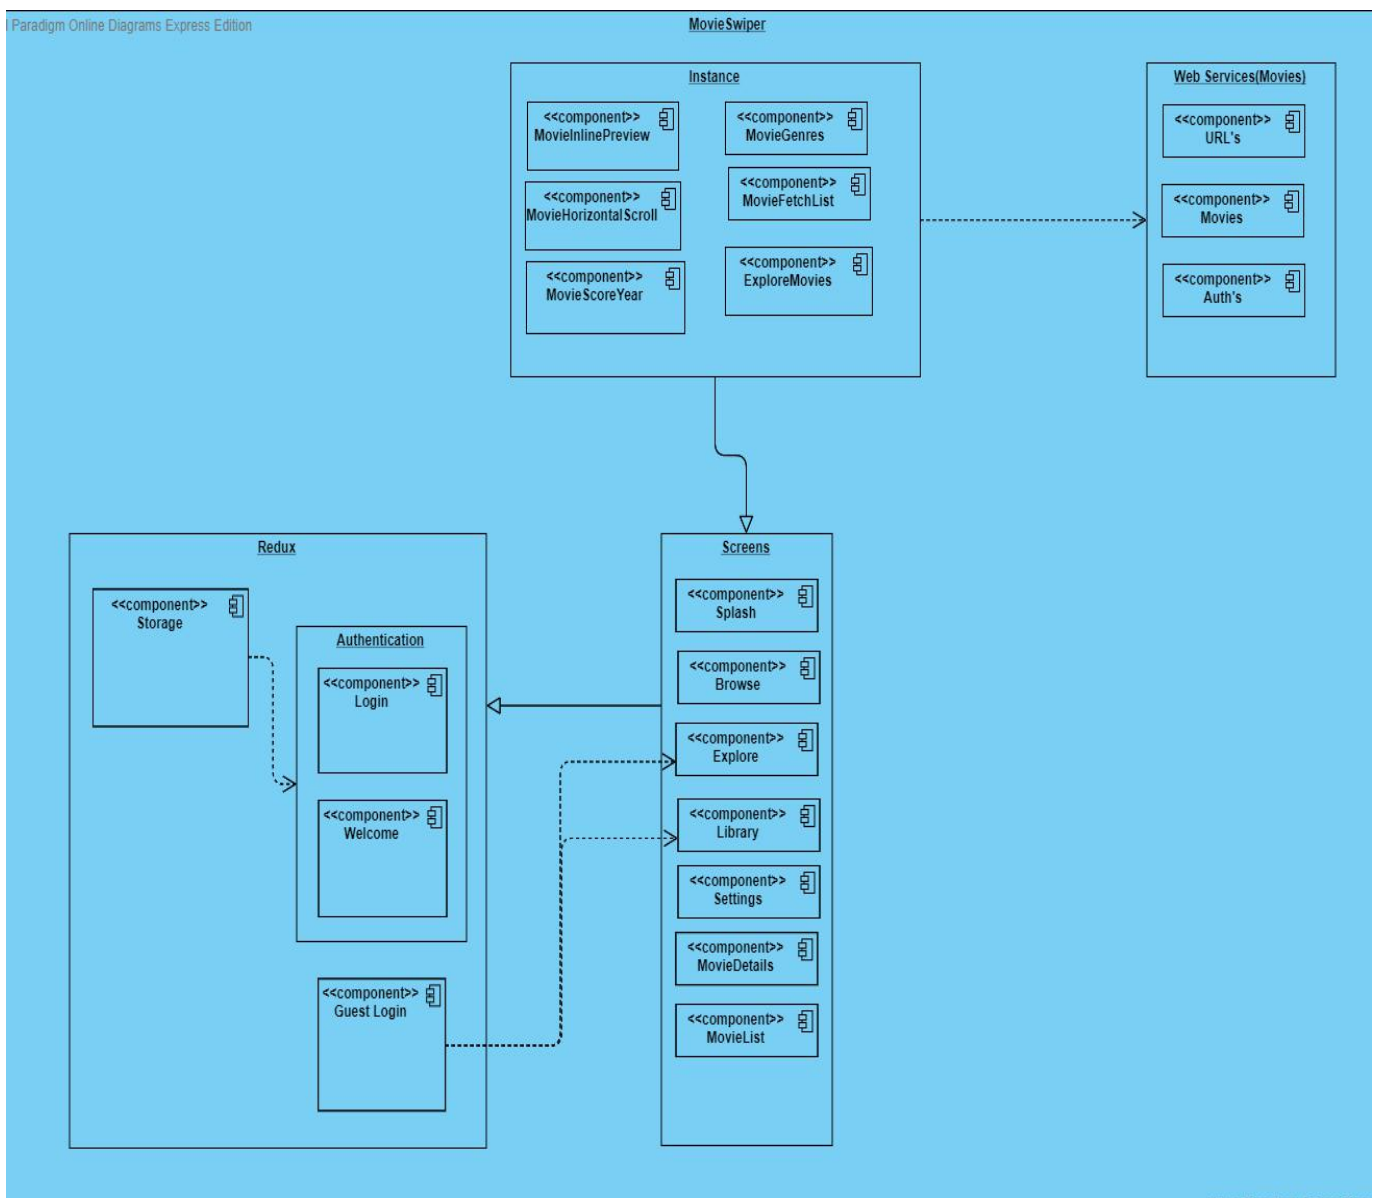 l Paradigm Online Diagrams Express Edition
MovieSwiper
Instance
<<component>>
MovieInlinePreview
<<component>>
MovieGenres
<<component>>
MovieHorizontalScroll
<<component>>
MovieFetchList
<<component>>
MovieScoreYear
<<component>>
ExploreMovies
Web Services(Movies)
<<component>>
URL's
<<component>>
Movies
<<component>>
Auth's
Redux
<<component>>
Storage
Authentication
<<component>>
Login
<<component>>
Welcome
<<component>>
Guest Login
Screens
<<component>>
Splash
<<component>>
Browse
<<component>>
Explore
<<component>>
Library
<<component>>
Settings
<<component>>
MovieDetails
<<component>>
MovieList